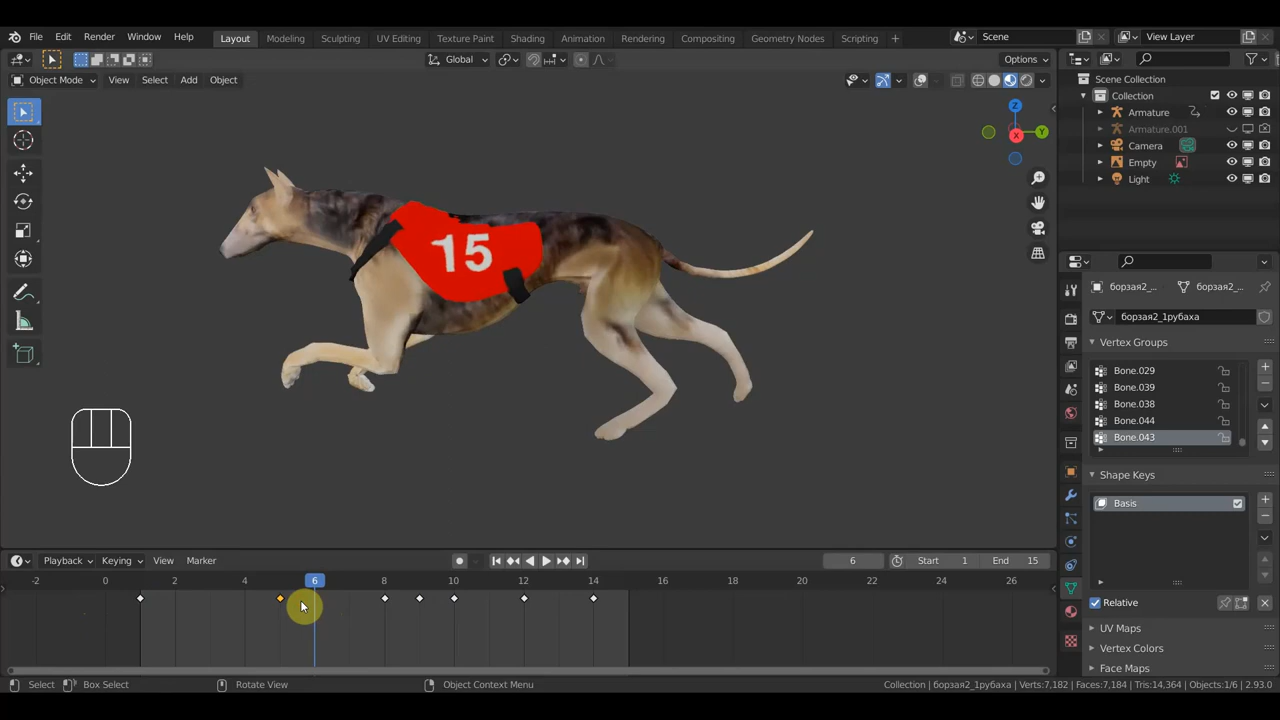 File Edit Render Window Help Layout Modeling Sculpting UV Editing Texture Paint Shading Animation Rendering Compositing Geometry Nodes Scripting + Scene View Layer
Global Options
Object Mode View Select Add Object
Scene Collection
Collection
Armature
Armature.001
Camera
Empty
Light
Z
Y
X
15
борзая2_... борзая2_...
борзая2_1рубаха
Vertex Groups
Bone.029
Bone.039
Bone.038
Bone.044
Bone.043
Shape Keys
Basis
Relative
UV Maps
Vertex Colors
Face Maps
Playback Keying View Marker 6 Start 1 End 15
-2 0 2 4 6 8 10 12 14 16 18 20 22 24 26
Select Box Select Rotate View Object Context Menu Collection | борзая2_1рубаха | Verts:7,182 | Faces:7,184 | Tris:14,364 | Objects:1/6 | 2.93.0